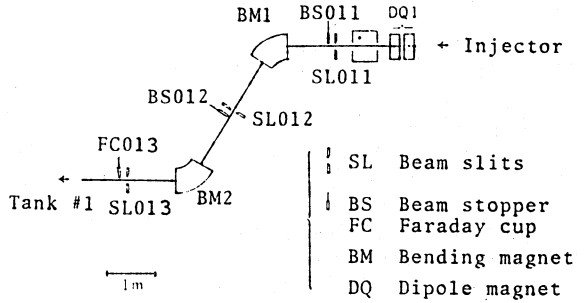 BS011
DQ1
BM1
← Injector
SL011
BS012
SL012
FC013
← 
Tank #1
SL013
BM2
1m
SL Beam slits
BS Beam stopper
FC Faraday cup
BM Bending magnet
DQ Dipole magnet